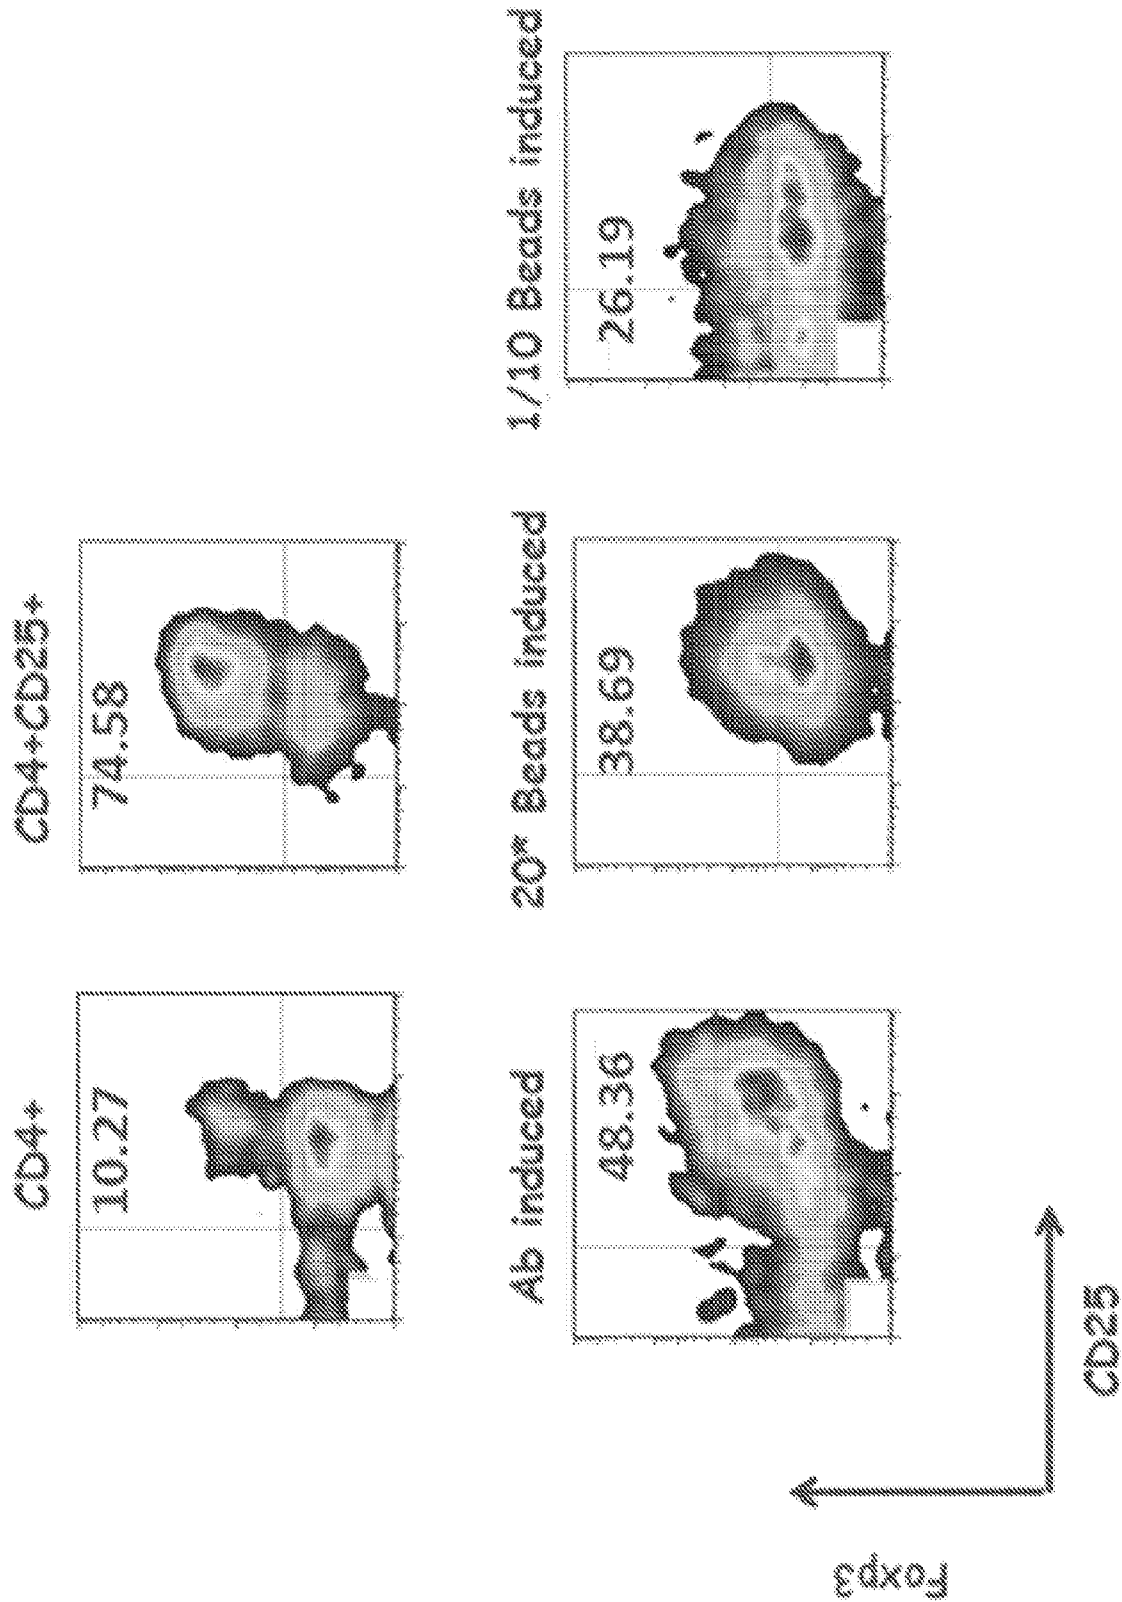 CD4+
CD4+CD25+
10.27
74.58
Ab induced
20* Beads induced
1/10 Beads induced
48.36
38.69
26.19
Foxp3
CD25